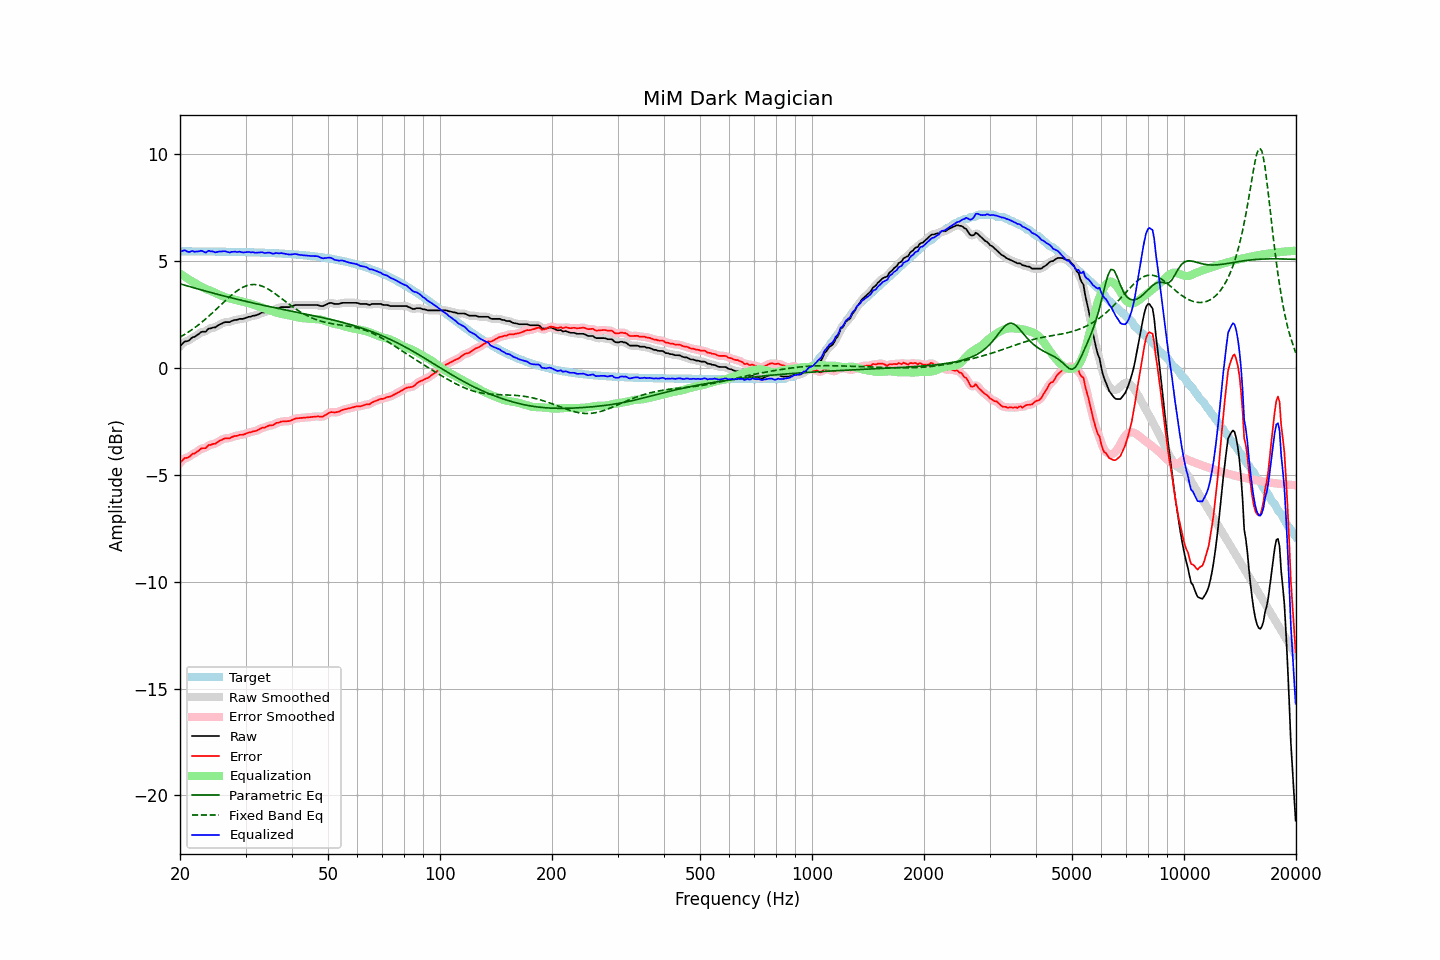 MiM Dark Magician
Amplitude (dBr)
10
5
0
−5
−10
−15
−20
Target
Raw Smoothed
Error Smoothed
Raw
Error
Equalization
Parametric Eq
Fixed Band Eq
Equalized
20 50 100 200 500 1000 2000 5000 10000 20000
Frequency (Hz)